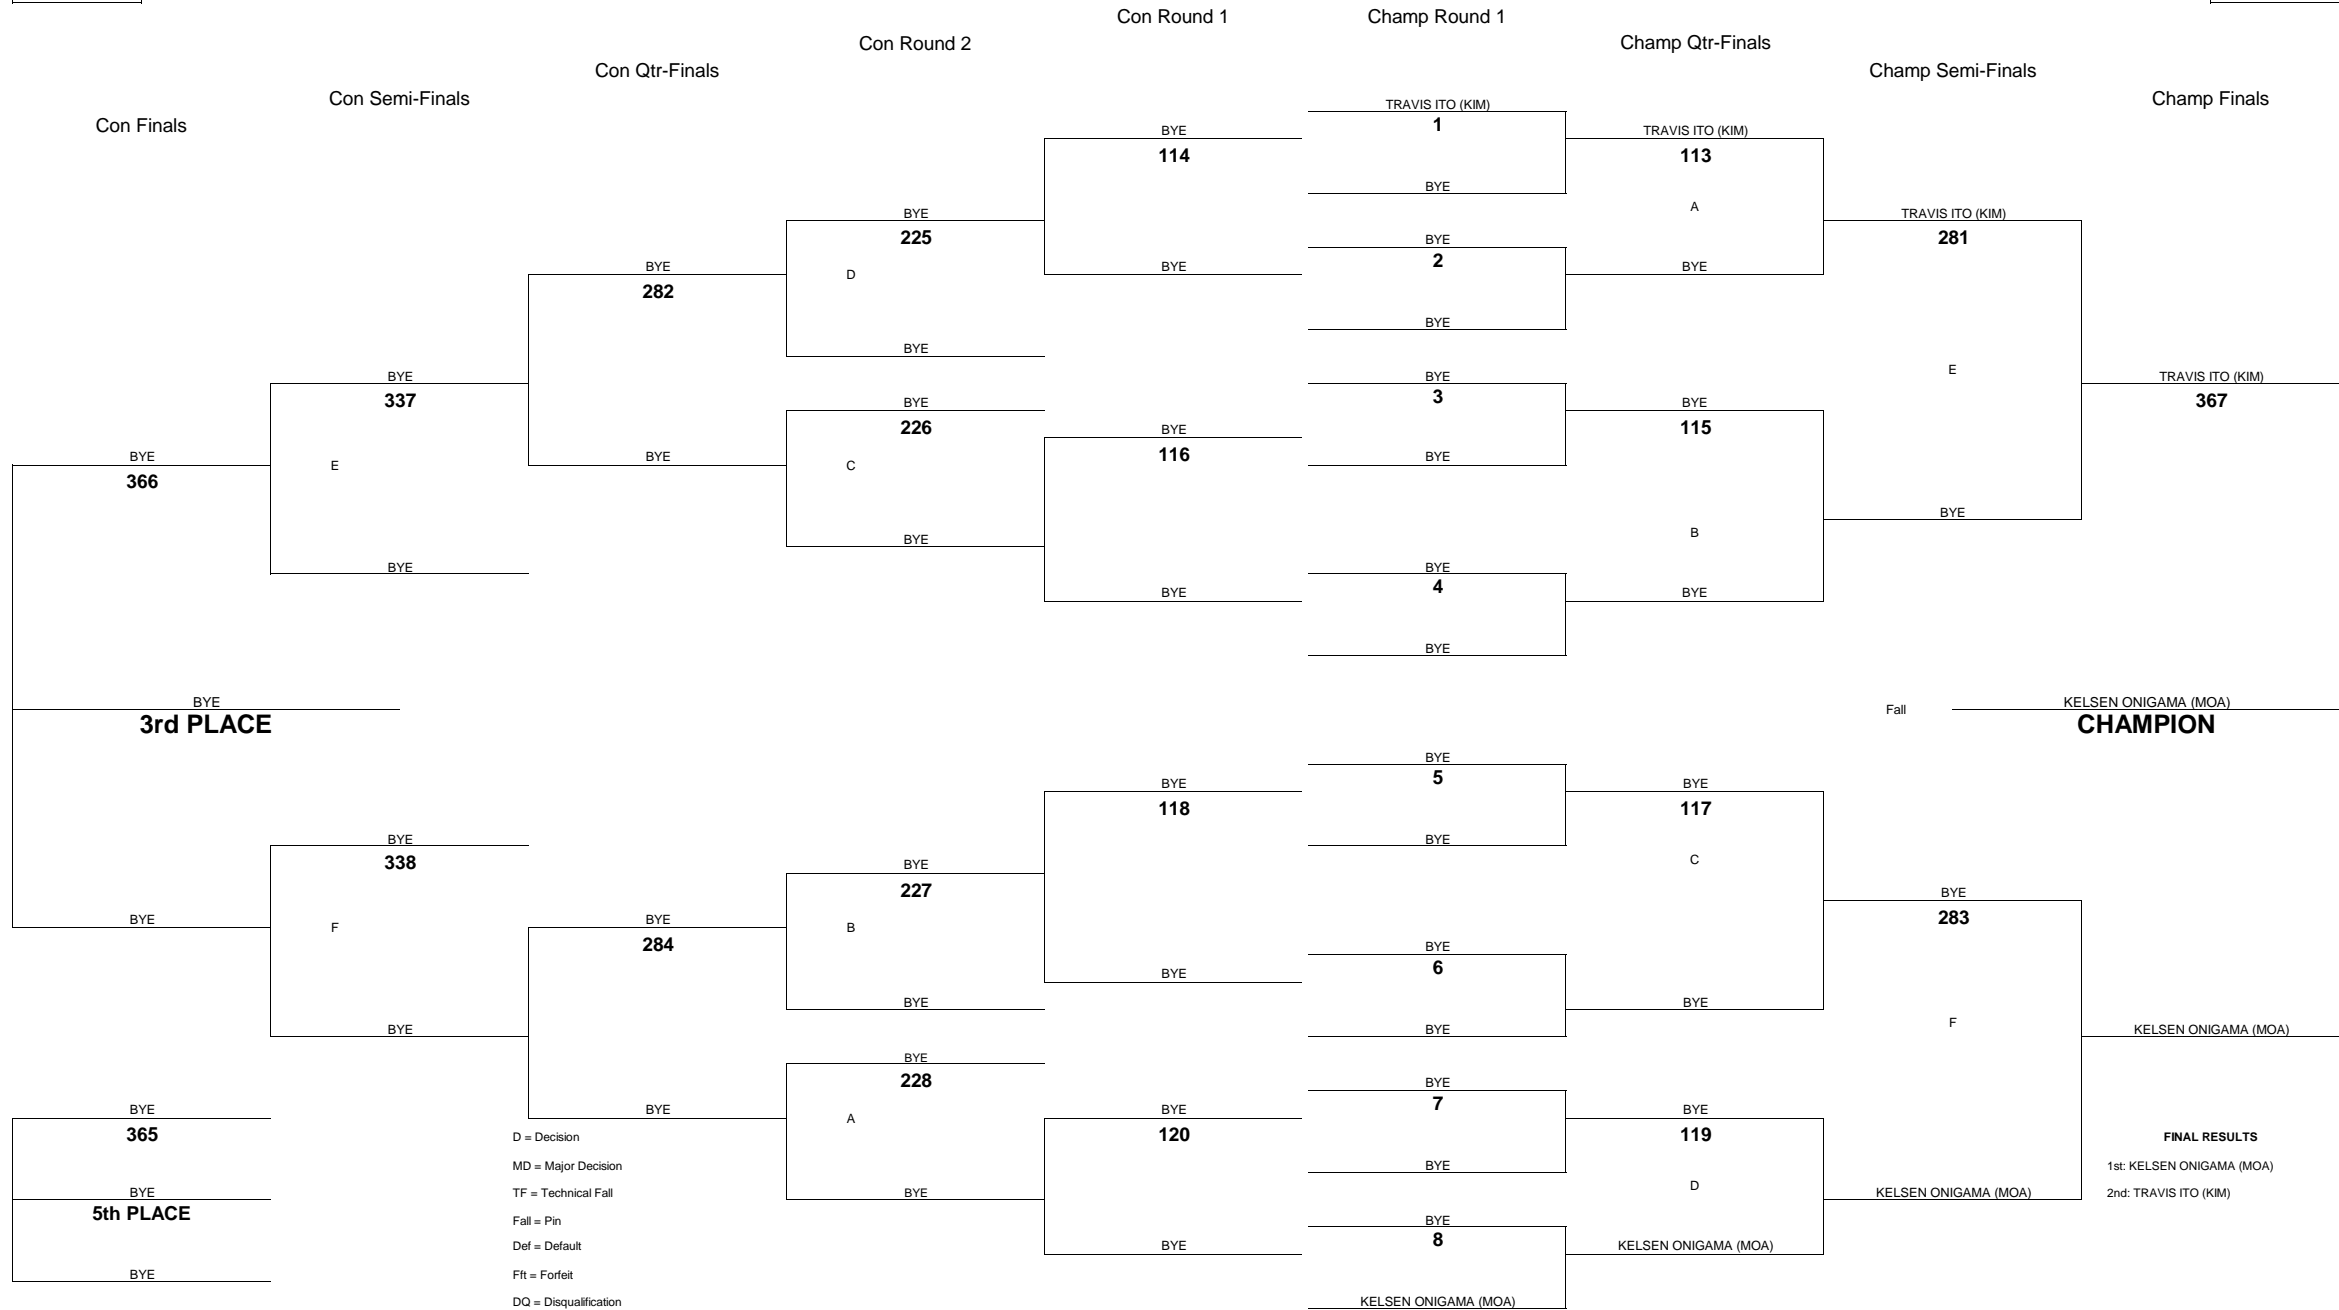 Con Round 1 Champ Round 1
Con Round 2 Champ Qtr-Finals
Con Qtr-Finals Champ Semi-Finals
Con Semi-Finals Champ Finals
Con Finals
TRAVIS ITO (KIM)
1
BYE TRAVIS ITO (KIM)
114 113
BYE
A
BYE TRAVIS ITO (KIM)
225 281
BYE
2
D BYE BYE
BYE
282
BYE
BYE
E
BYE BYE TRAVIS ITO (KIM)
337 3 367
BYE BYE
226 115
BYE
116
BYE E BYE C BYE
366
BYE
B
BYE
BYE BYE
4
BYE BYE
BYE
BYE Fall KELSEN ONIGAMA (MOA)
3rd PLACE CHAMPION
BYE
5
BYE BYE
118 117
BYE BYE
338 C
BYE
227
BYE
283
BYE F BYE B
284
BYE
6
BYE
BYE BYE
F
BYE BYE KELSEN ONIGAMA (MOA)
BYE
228
BYE
7
BYE BYE A BYE BYE
365 D = Decision 120 119 FINAL RESULTS
MD = Major Decision BYE 1st: KELSEN ONIGAMA (MOA)
D
BYE TF = Technical Fall BYE KELSEN ONIGAMA (MOA) 2nd: TRAVIS ITO (KIM)
5th PLACE
Fall = Pin BYE
8
Def = Default BYE KELSEN ONIGAMA (MOA)
BYE Fft = Forfeit
DQ = Disqualification KELSEN ONIGAMA (MOA)